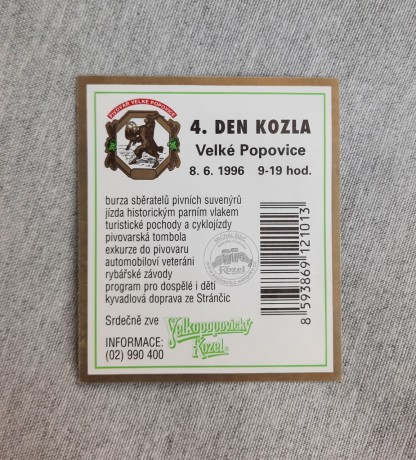 PIVOVAR VELKÉ POPOVICE
4. DEN KOZLA
Velké Popovice
8. 6. 1996 9-19 hod.
burza sběratelů pivních suvenýrů
jízda historickým parním vlakem
turistické pochody a cyklojízdy
pivovarská tombola
exkurze do pivovaru
automobiloví veteráni
rybářské závody
program pro dospělé i děti
kyvadlová doprava ze Strančic
Kozel
Srdečně zve
Velkopopovický
Kozel
INFORMACE:
(02) 990 400
8 593869 121013